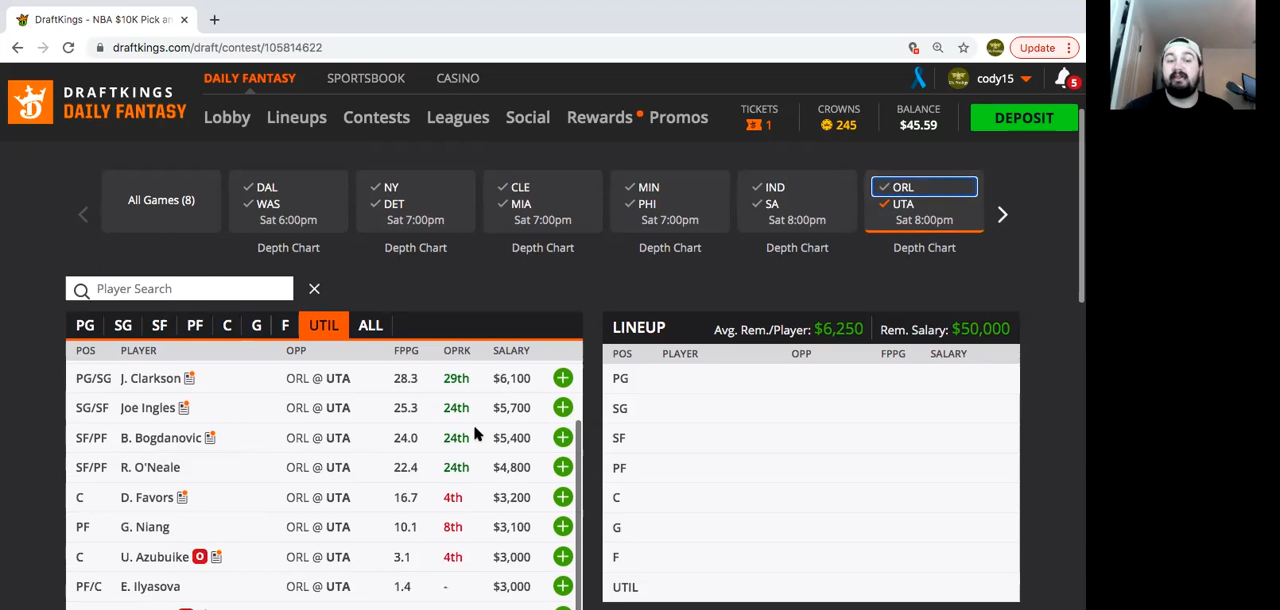 DraftKings - NBA $10K Pick an
draftkings.com/draft/contest/105814622
Update
DRAFTKINGS
DAILY FANTASY
DAILY FANTASY SPORTSBOOK CASINO
cody15
5
Lobby Lineups Contests Leagues Social Rewards Promos
TICKETS
1
CROWNS
245
BALANCE
$45.59
DEPOSIT
All Games (8)
DAL
WAS
Sat 6:00pm
Depth Chart
NY
DET
Sat 7:00pm
Depth Chart
CLE
MIA
Sat 7:00pm
Depth Chart
MIN
PHI
Sat 7:00pm
Depth Chart
IND
SA
Sat 8:00pm
Depth Chart
ORL
UTA
Sat 8:00pm
Depth Chart
Player Search
PG SG SF PF C G F UTIL ALL
POS PLAYER OPP FPPG OPRK SALARY
PG/SG J. Clarkson ORL @ UTA 28.3 29th $6,100
SG/SF Joe Ingles ORL @ UTA 25.3 24th $5,700
SF/PF B. Bogdanovic ORL @ UTA 24.0 24th $5,400
SF/PF R. O'Neale ORL @ UTA 22.4 24th $4,800
C D. Favors ORL @ UTA 16.7 4th $3,200
PF G. Niang ORL @ UTA 10.1 8th $3,100
C U. Azubuike O ORL @ UTA 3.1 4th $3,000
PF/C E. Ilyasova ORL @ UTA 1.4 - $3,000
LINEUP Avg. Rem./Player: $6,250 Rem. Salary: $50,000
POS PLAYER OPP FPPG SALARY
PG
SG
SF
PF
C
G
F
UTIL